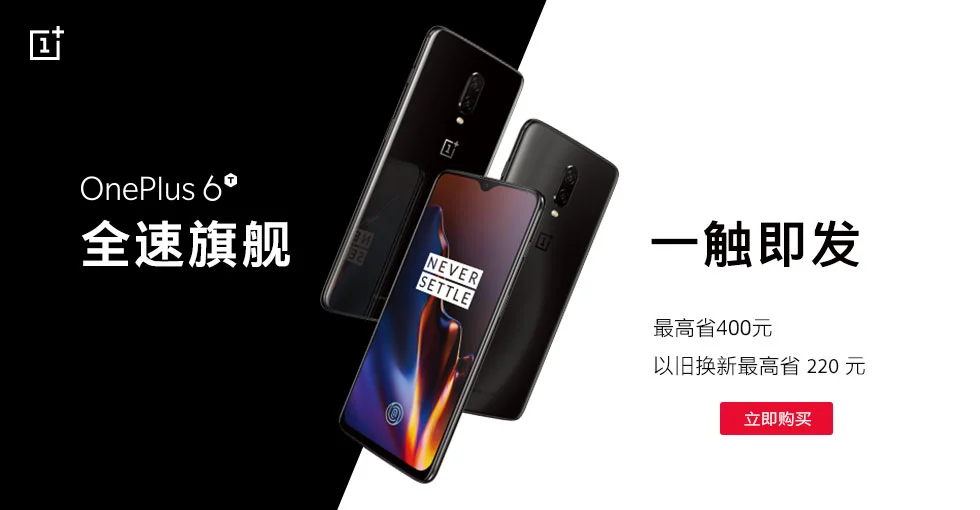 OnePlus 6T
全速旗舰
NEVER
SETTLE
一触即发
最高省400元
以旧换新最高省 220 元
立即购买